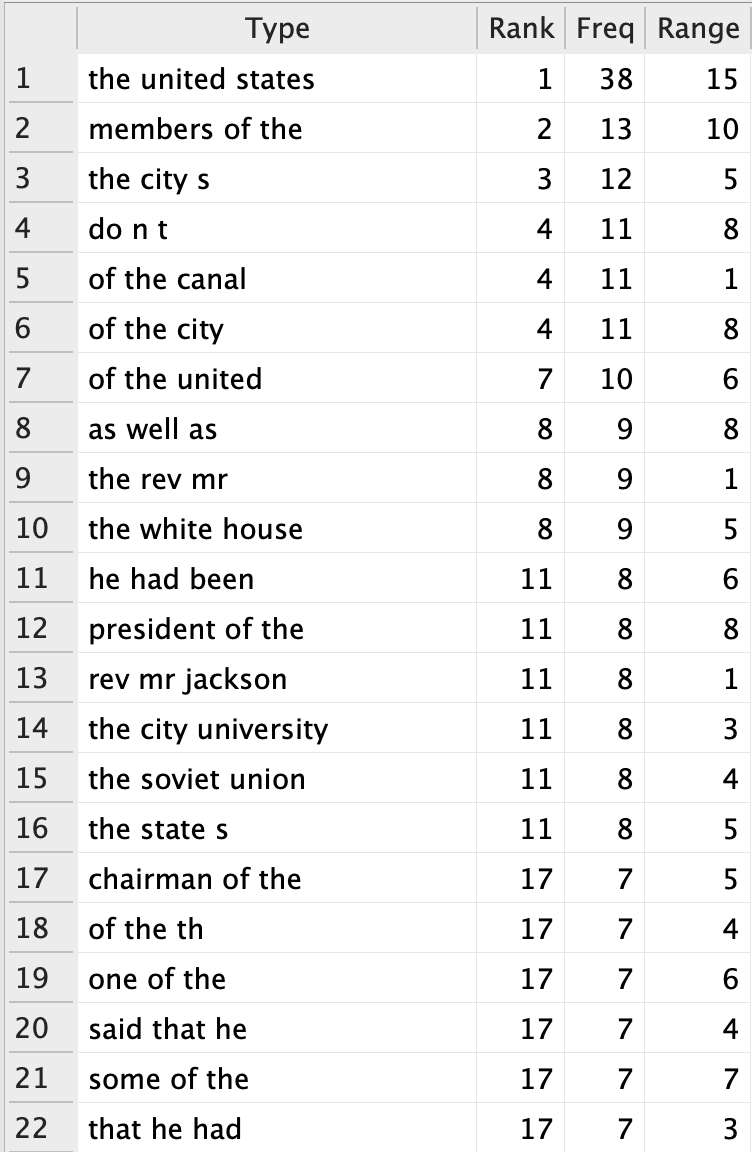 Type Rank Freq Range
1 the united states 1 38 15
2 members of the 2 13 10
3 the city s 3 12 5
4 do n t 4 11 8
5 of the canal 4 11 1
6 of the city 4 11 8
7 of the united 7 10 6
8 as well as 8 9 8
9 the rev mr 8 9 1
10 the white house 8 9 5
11 he had been 11 8 6
12 president of the 11 8 8
13 rev mr jackson 11 8 1
14 the city university 11 8 3
15 the soviet union 11 8 4
16 the state s 11 8 5
17 chairman of the 17 7 5
18 of the th 17 7 4
19 one of the 17 7 6
20 said that he 17 7 4
21 some of the 17 7 7
22 that he had 17 7 3